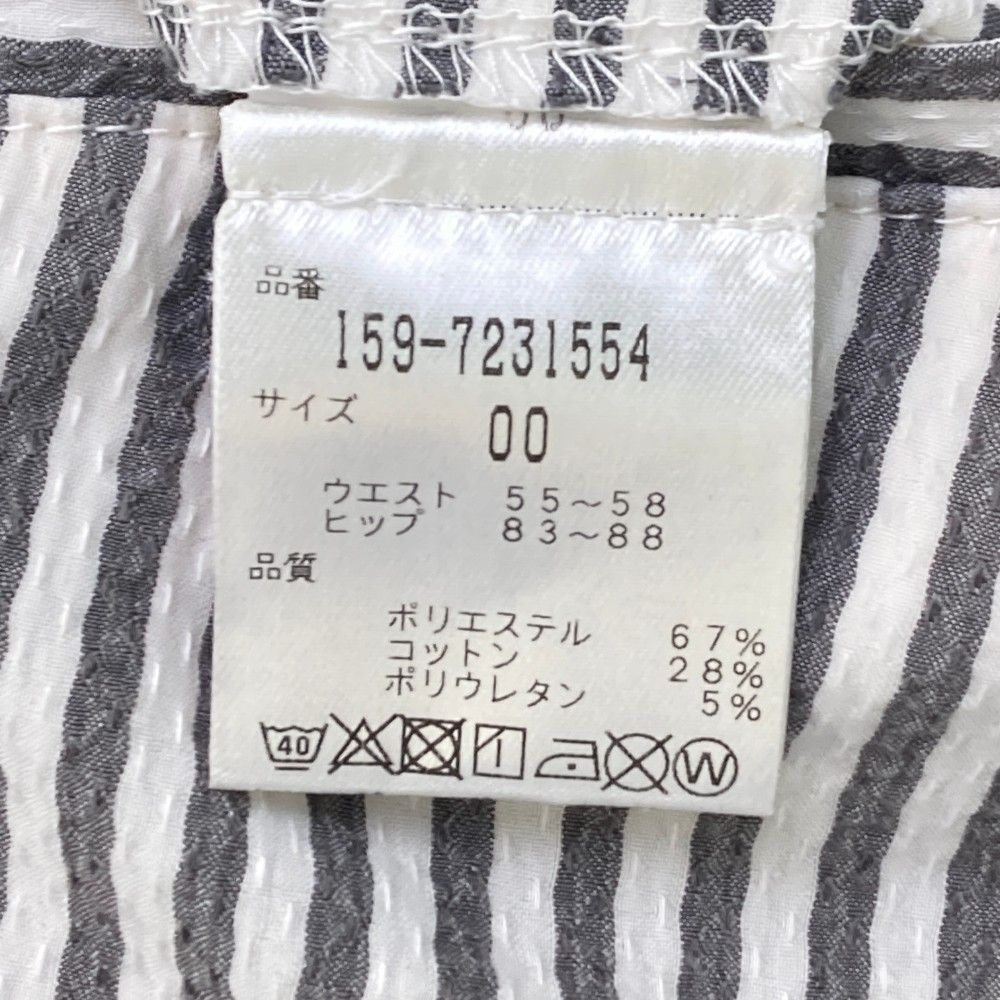 品番
159-7231554
サイズ
00
ウエスト 55~58
ヒップ 83~88
品質
ポリエステル 67%
コットン 28%
ポリウレタン 5%
40 W